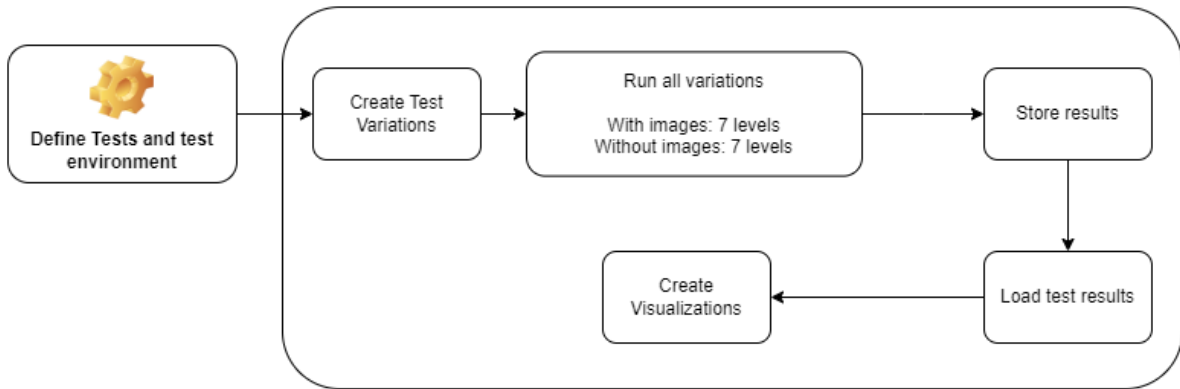 Define Tests and test
environment
Create Test
Variations
Run all variations
With images: 7 levels
Without images: 7 levels
Store results
Load test results
Create
Visualizations